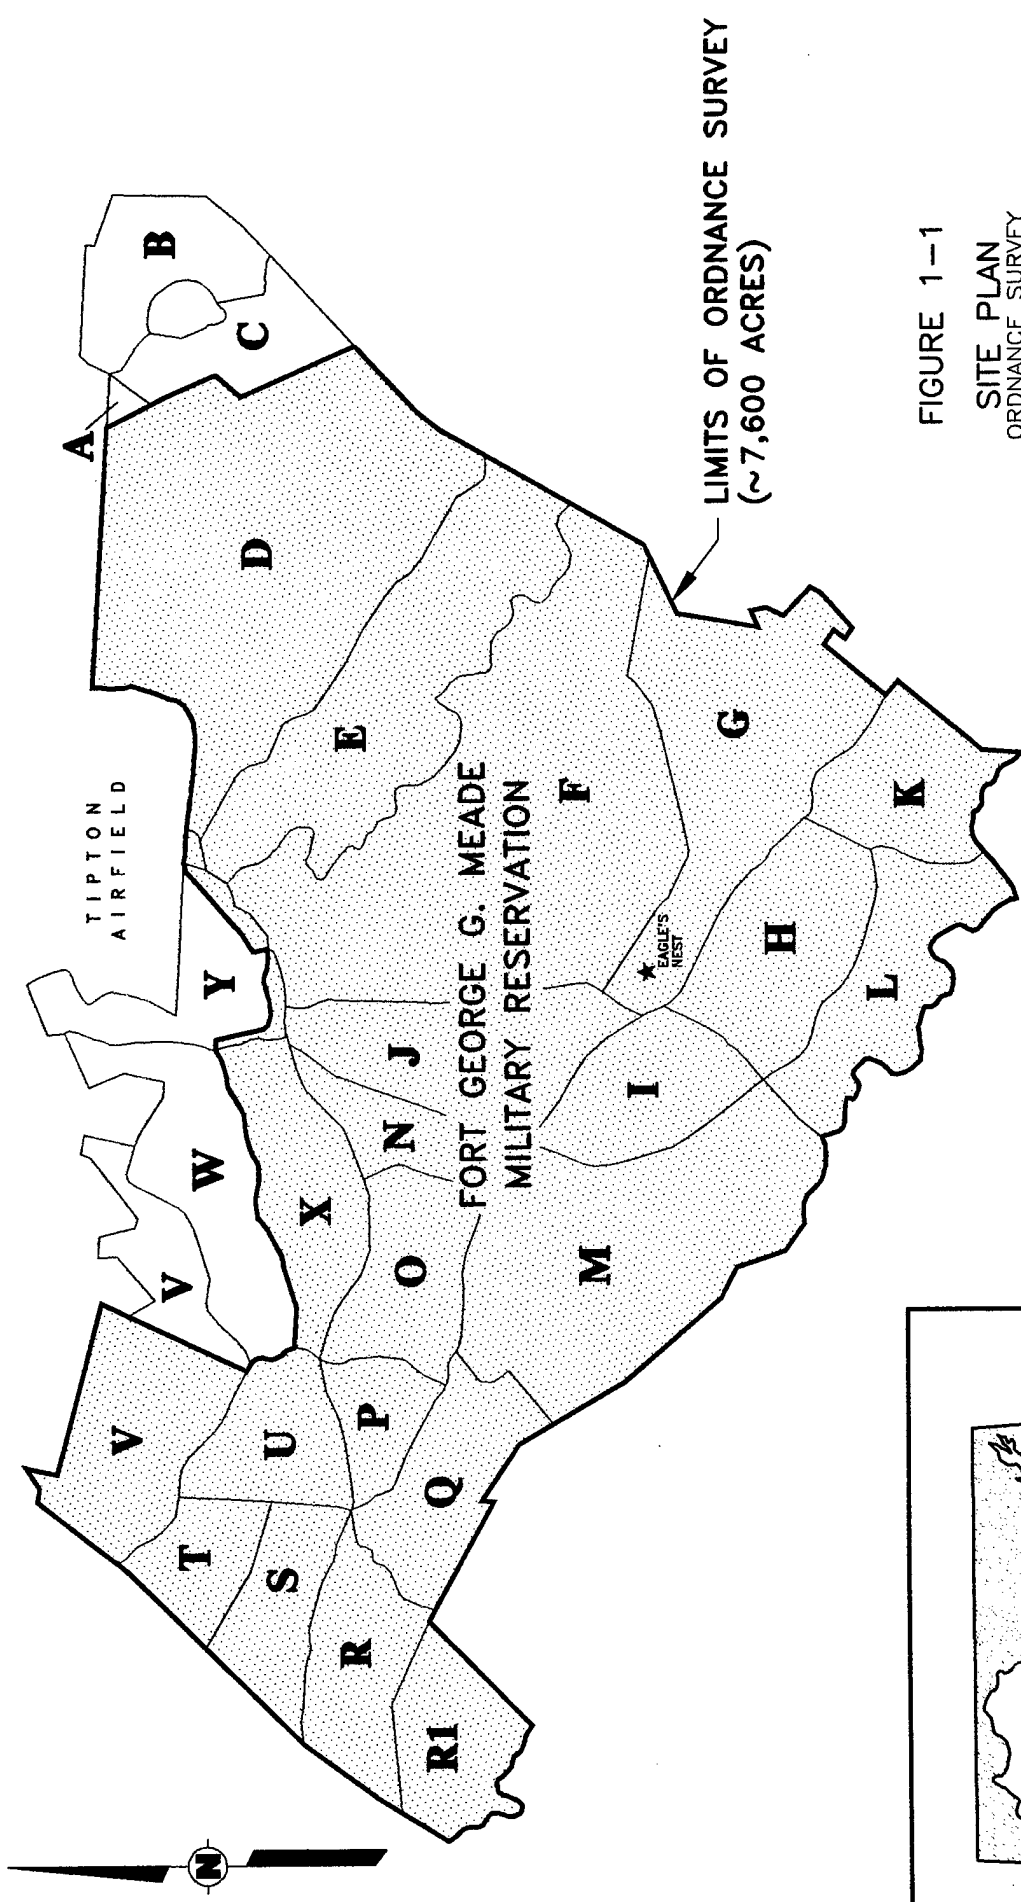 TIPTON
AIRFIELD
A
B
C
D
E
F
G
H
I
J
K
L
M
N
O
P
Q
R
R1
S
T
U
V
V
W
X
Y
FORT GEORGE G. MEADE
MILITARY RESERVATION
EAGLE'S
NEST
LIMITS OF ORDNANCE SURVEY
(~7,600 ACRES)
N
FIGURE 1-1
SITE PLAN
ORDNANCE SURVEY